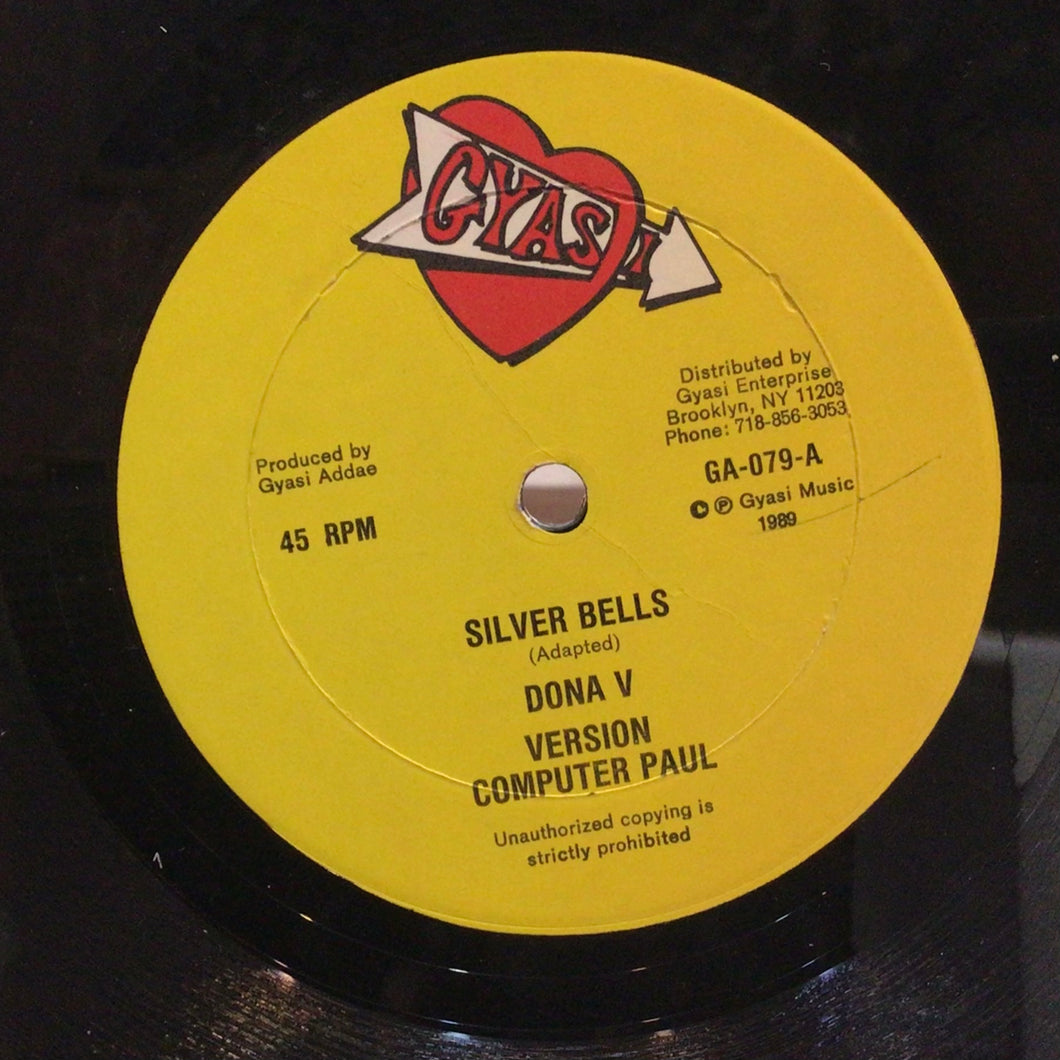 GYASI
Distributed by
Gyasi Enterprise
Brooklyn, NY 11203
Phone: 718-856-3053
GA-079-A
© ℗ Gyasi Music
1989
Produced by
Gyasi Addae
45 RPM
SILVER BELLS
(Adapted)
DONA V
VERSION
COMPUTER PAUL
Unauthorized copying is
strictly prohibited